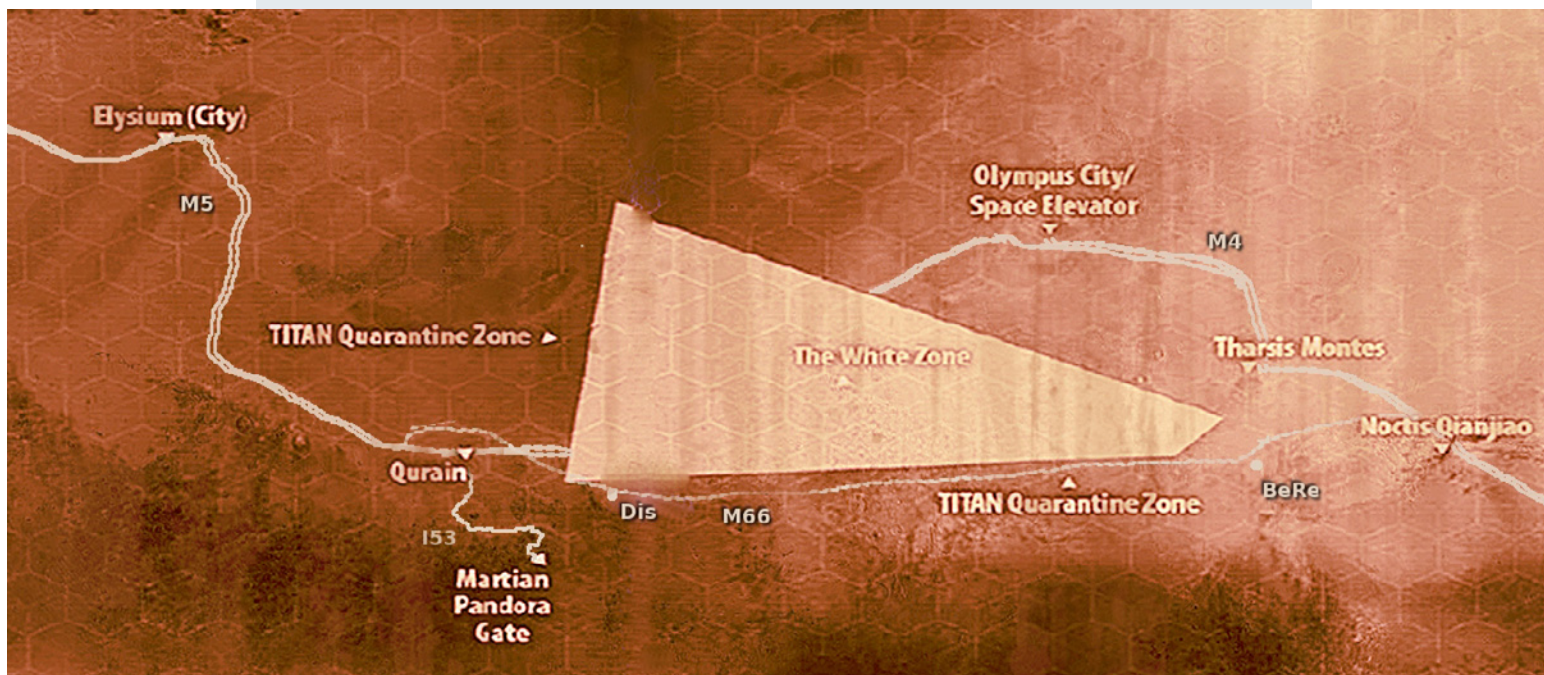 Elysium (City)
M5
Olympus City/
Space Elevator
M4
TITAN Quarantine Zone
The White Zone
Tharsis Montes
Noctis Qianjiao
Qurain
Dis
M66
TITAN Quarantine Zone
BeRe
I53
Martian
Pandora
Gate